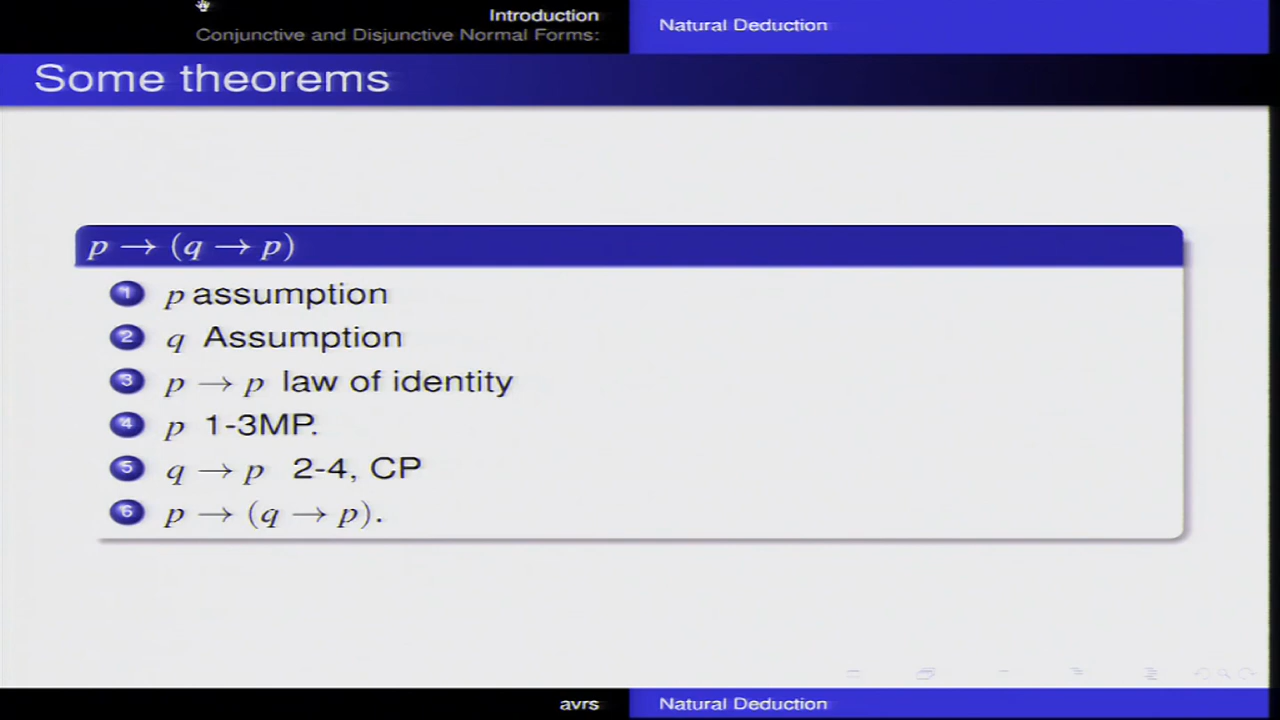 Introduction
Conjunctive and Disjunctive Normal Forms:
Natural Deduction
Some theorems
p → (q → p)
1 p assumption
2 q Assumption
3 p → p law of identity
4 p 1-3MP.
5 q → p 2-4, CP
6 p → (q → p).
avrs
Natural Deduction